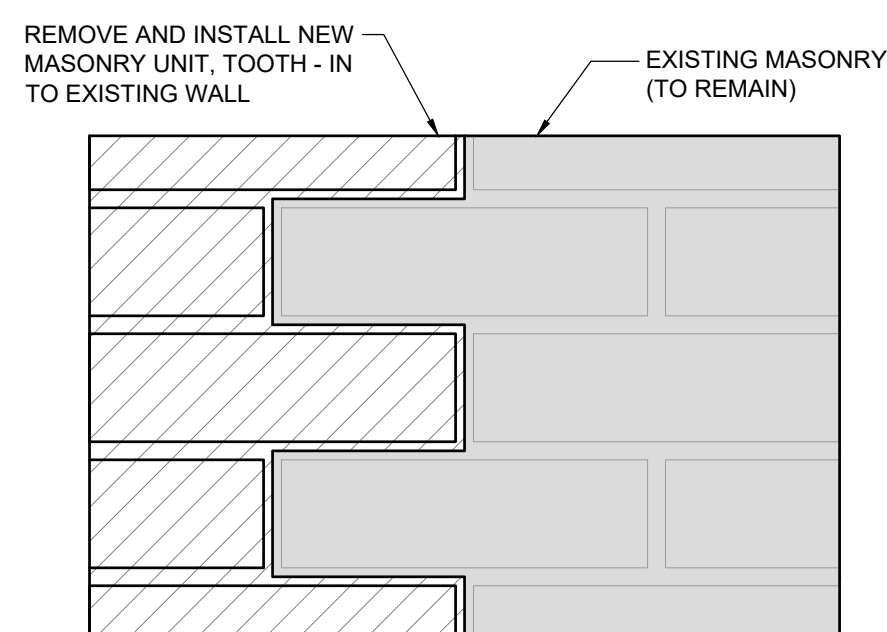 REMOVE AND INSTALL NEW
MASONRY UNIT, TOOTH - IN
TO EXISTING WALL
EXISTING MASONRY
(TO REMAIN)